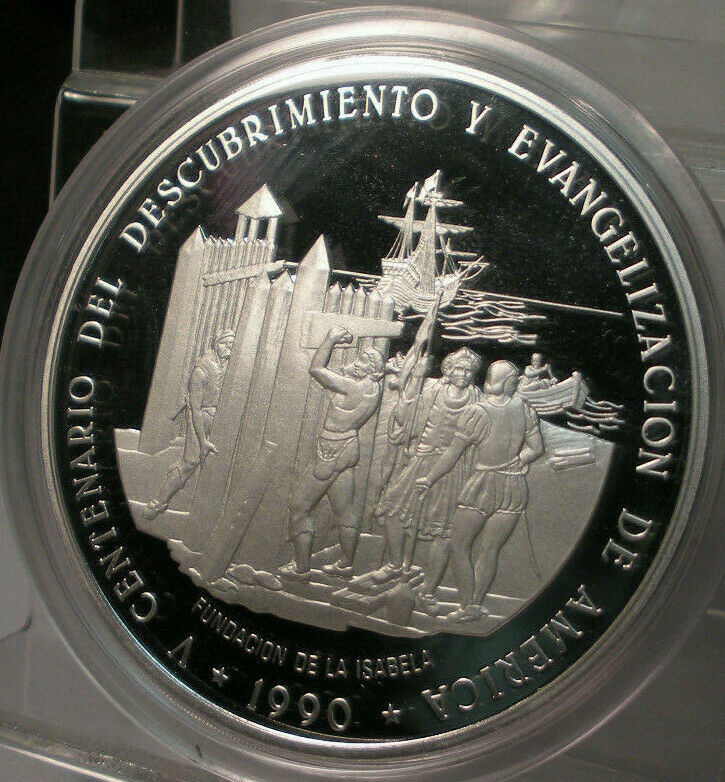 V CENTENARIO DEL DESCUBRIMIENTO Y EVANGELIZACION DE AMERICA
FUNDACION DE LA ISABELA
★ 1990 ★